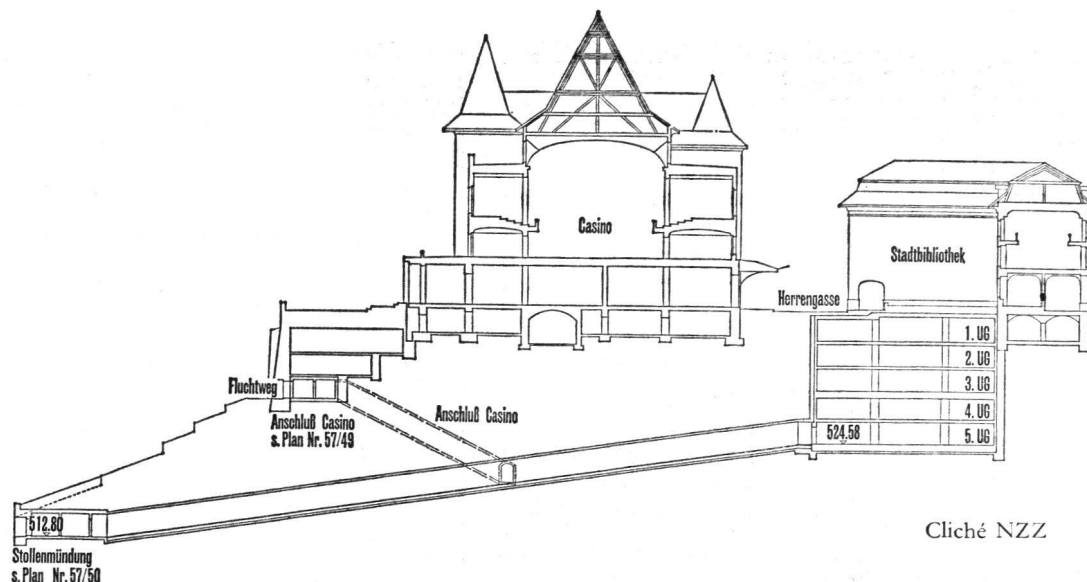 Casino
Stadtbibliothek
Herrengasse
1. UG
2. UG
3. UG
4. UG
524.58
5. UG
Fluchtweg
Anschluß Casino
s. Plan Nr. 57/49
Anschluß Casino
512.80
Stollenmündung
s. Plan Nr. 57/50
Cliché NZZ